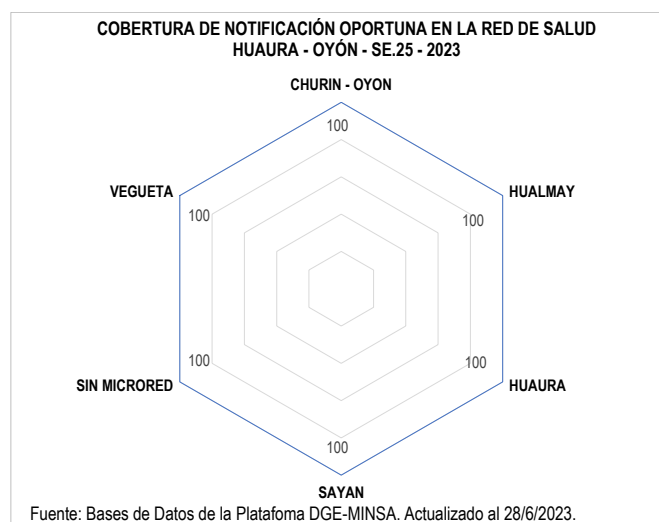 COBERTURA DE NOTIFICACIÓN OPORTUNA EN LA RED DE SALUD
HUAURA - OYÓN - SE.25 - 2023
CHURIN - OYON
100
VEGUETA
100
HUALMAY
100
SIN MICRORED
100
HUAURA
100
100
SAYAN
Fuente: Bases de Datos de la Platafoma DGE-MINSA. Actualizado al 28/6/2023.